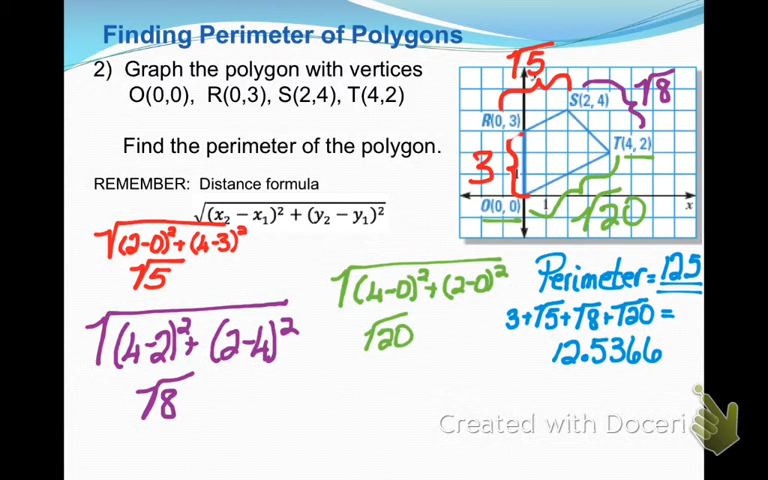 Finding Perimeter of Polygons
2) Graph the polygon with vertices
O(0,0), R(0,3), S(2,4), T(4,2)
Find the perimeter of the polygon.
REMEMBER: Distance formula
√(x₂ − x₁)² + (y₂ − y₁)²
√(2-0)²+(4-3)²
√5
√(4-2)²+(2-4)²
√8
√(4-0)²+(2-0)²
√20
√5
y
S(2, 4)
√8
R(0, 3)
T(4, 2)
3
1
O(0, 0)
1
x
√20
Perimeter = 125
3+√5+√8+√20 =
12.5366
Created with Doceri